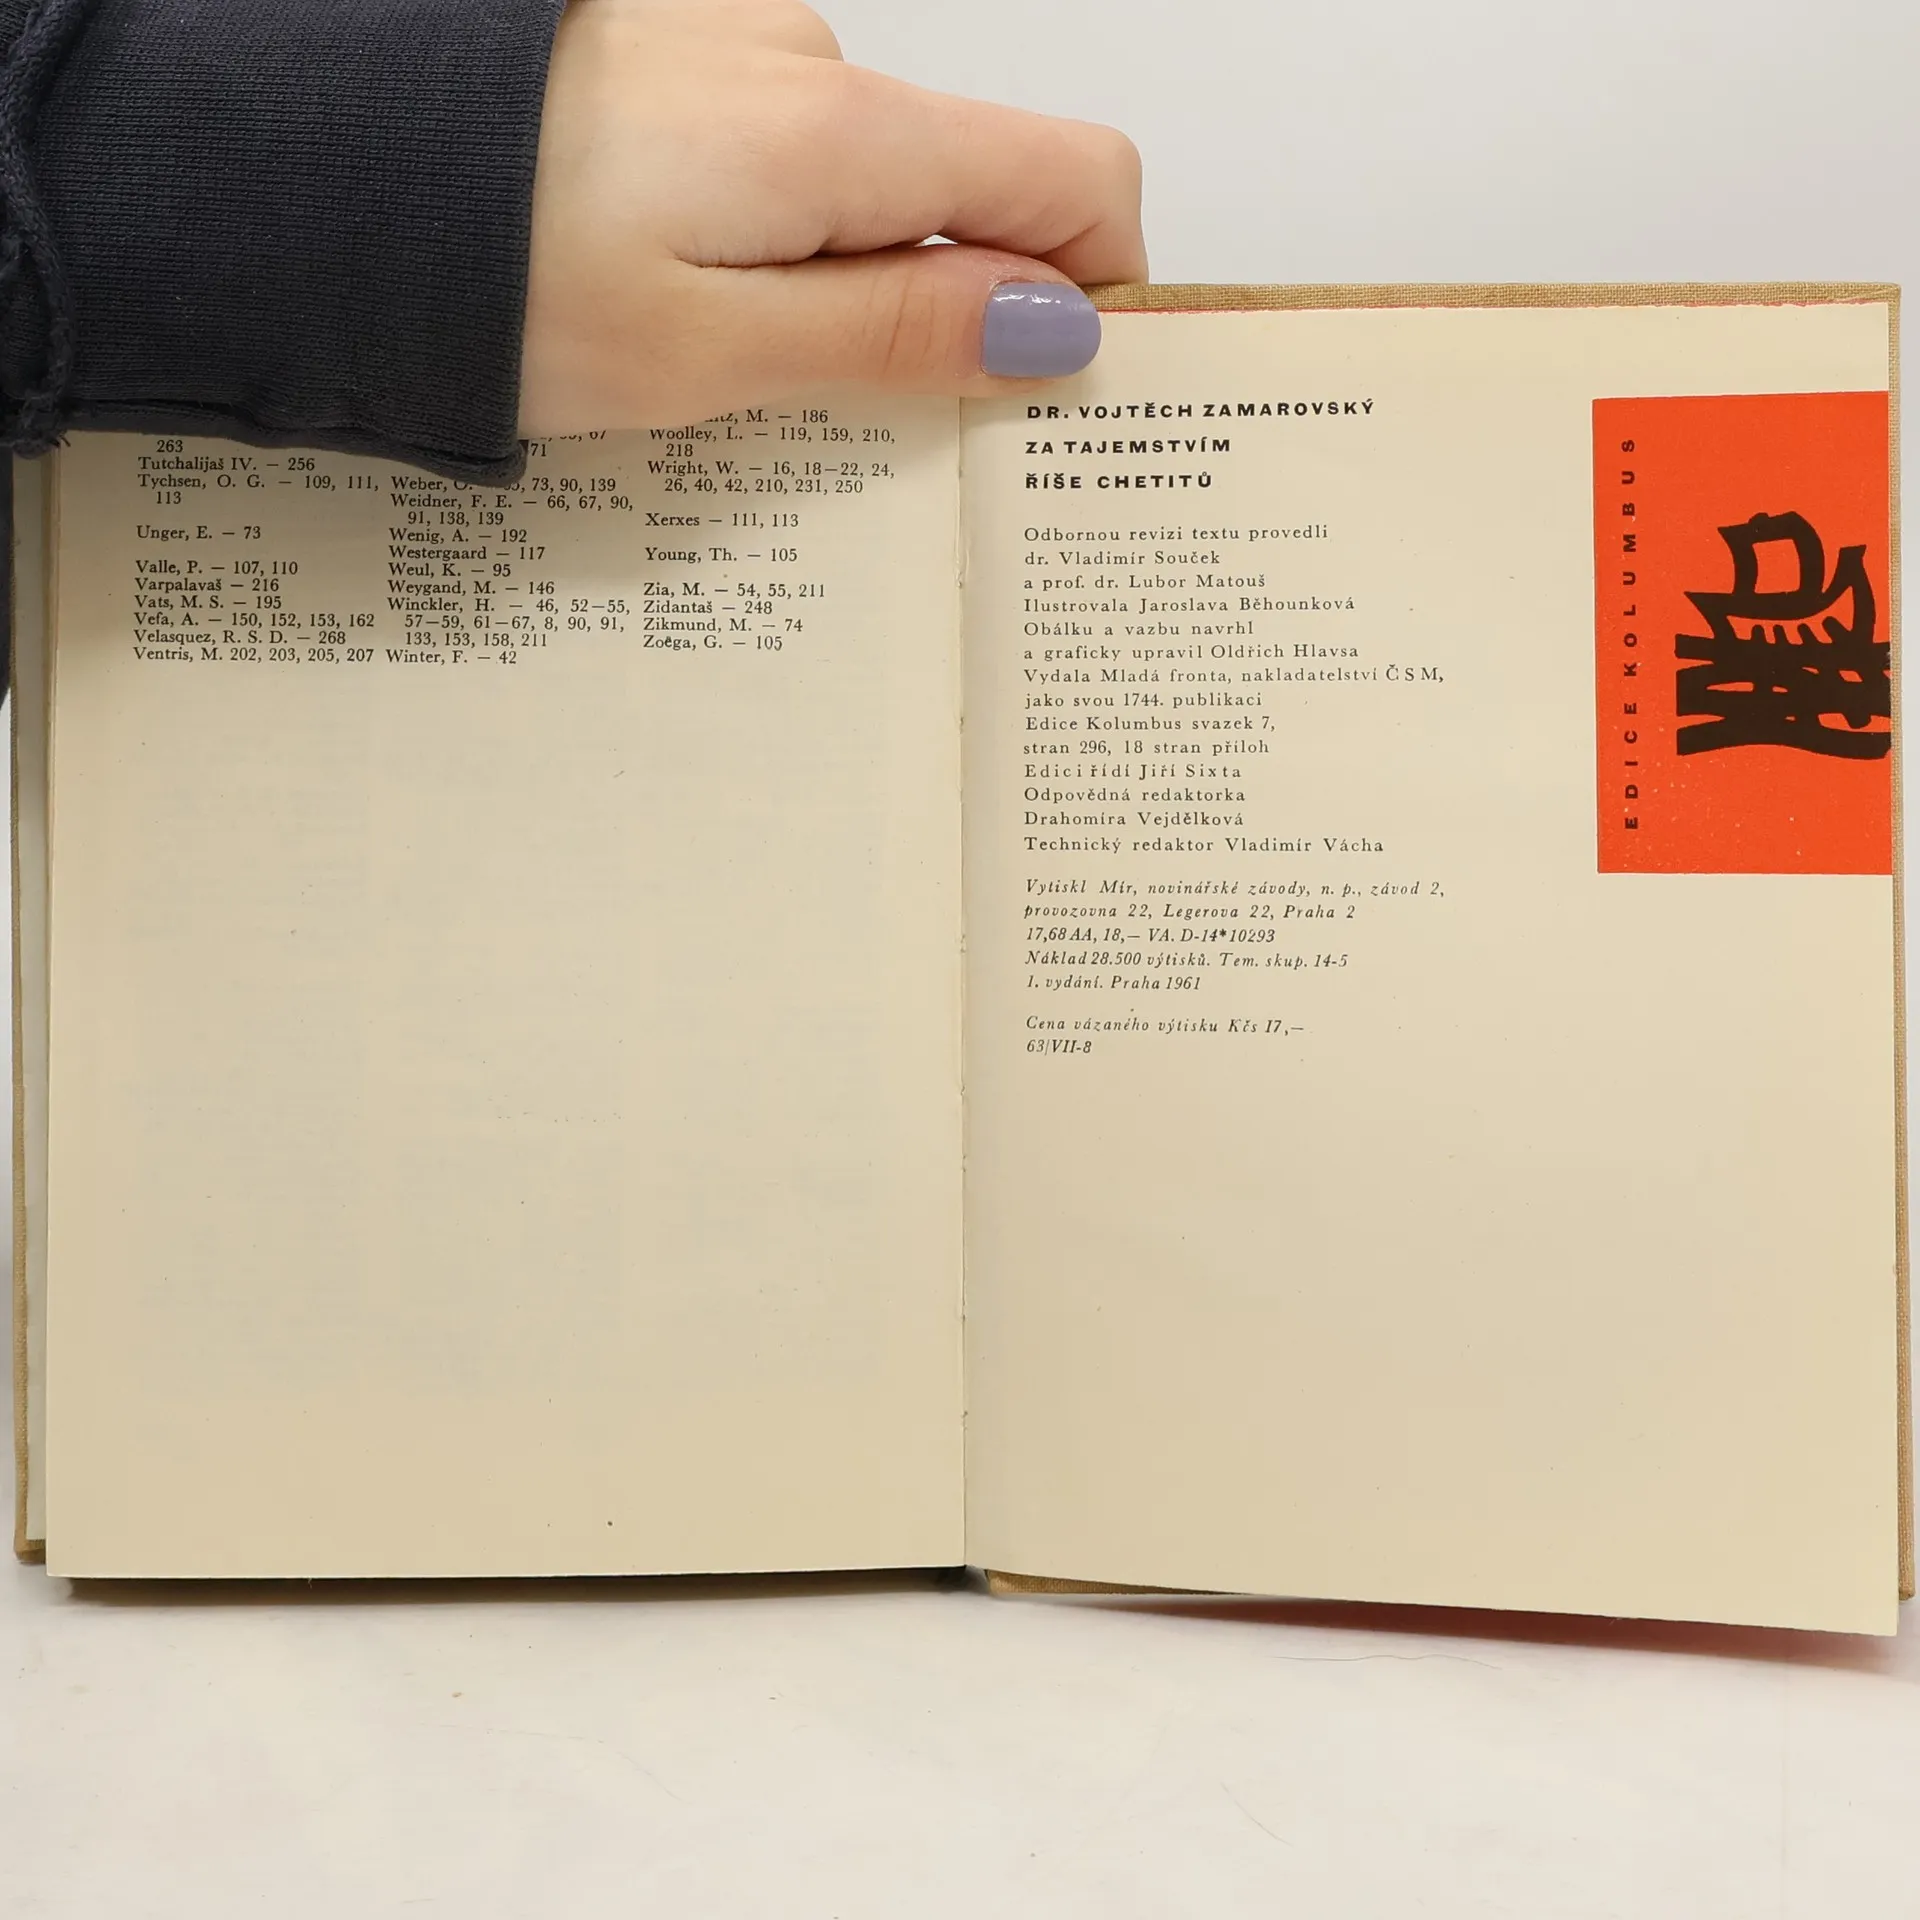 263
Tutchalijaš IV. — 256
Tychsen, O. G. — 109, 111,
113
Unger, E. — 73
Valle, P. — 107, 110
Varpalavaš — 216
Vats, M. S. — 195
Vefa, A. — 150, 152, 153, 162
Velasquez, R. S. D. — 268
Ventris, M. 202, 203, 205, 207
67
71
Weber, O. 73, 90, 139
Weidner, F. E. — 66, 67, 90,
91, 138, 139
Wenig, A. — 192
Westergaard — 117
Weul, K. — 95
Weygand, M. — 146
Winckler, H. — 46, 52—55,
57—59, 61—67, 8, 90, 91,
133, 153, 158, 211
Winter, F. — 42
M. — 186
Woolley, L. — 119, 159, 210,
218
Wright, W. — 16, 18—22, 24,
26, 40, 42, 210, 231, 250
Xerxes — 111, 113
Young, Th. — 105
Zia, M. — 54, 55, 211
Zidantaš — 248
Zikmund, M. — 74
Zoëga, G. — 105
DR. VOJTĚCH ZAMAROVSKÝ
ZA TAJEMSTVÍM
ŘÍŠE CHETITŮ
Odbornou revizi textu provedli
dr. Vladimír Souček
a prof. dr. Lubor Matouš
Ilustrovala Jaroslava Běhounková
Obálku a vazbu navrhl
a graficky upravil Oldřich Hlavsa
Vydala Mladá fronta, nakladatelství ČSM,
jako svou 1744. publikaci
Edice Kolumbus svazek 7,
stran 296, 18 stran příloh
Edici řídí Jiří Sixta
Odpovědná redaktorka
Drahomíra Vejdělková
Technický redaktor Vladimír Vácha
Vytiskl Mír, novinářské závody, n. p., závod 2,
provozovna 22, Legerova 22, Praha 2
17,68 AA, 18,— VA. D-14*10293
Náklad 28.500 výtisků. Tem. skup. 14-5
1. vydání. Praha 1961
Cena vázaného výtisku Kčs 17,—
63/VII-8
EDICE KOLUMBUS